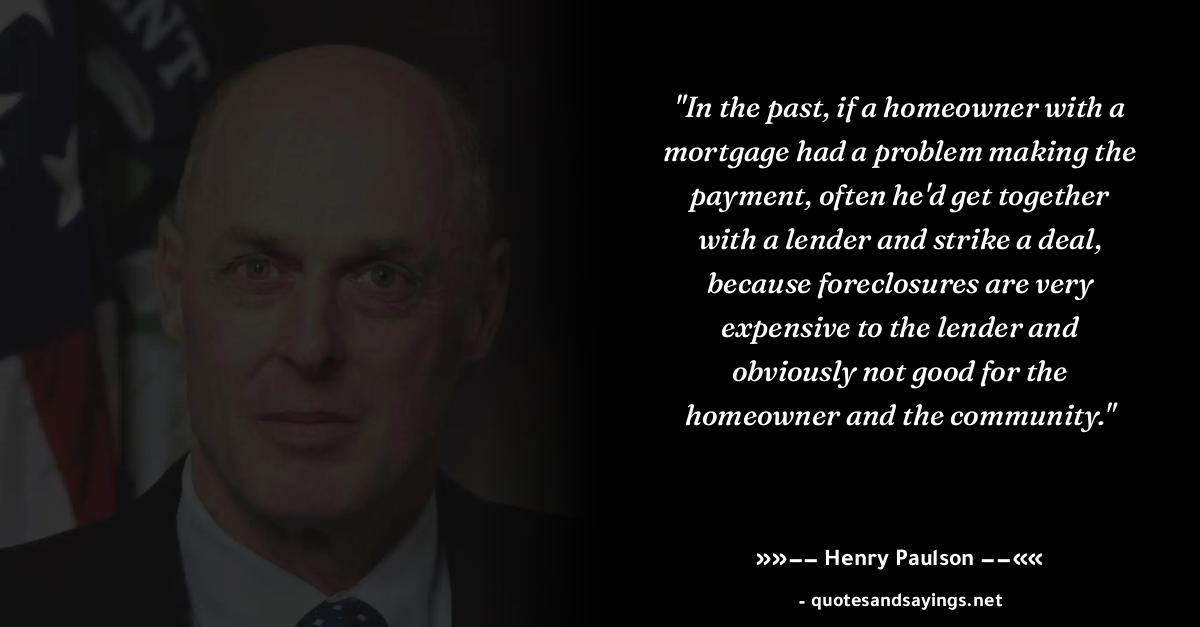 NT
"In the past, if a homeowner with a
mortgage had a problem making the
payment, often he'd get together
with a lender and strike a deal,
because foreclosures are very
expensive to the lender and
obviously not good for the
homeowner and the community."
»»−− Henry Paulson −−««
- quotesandsayings.net